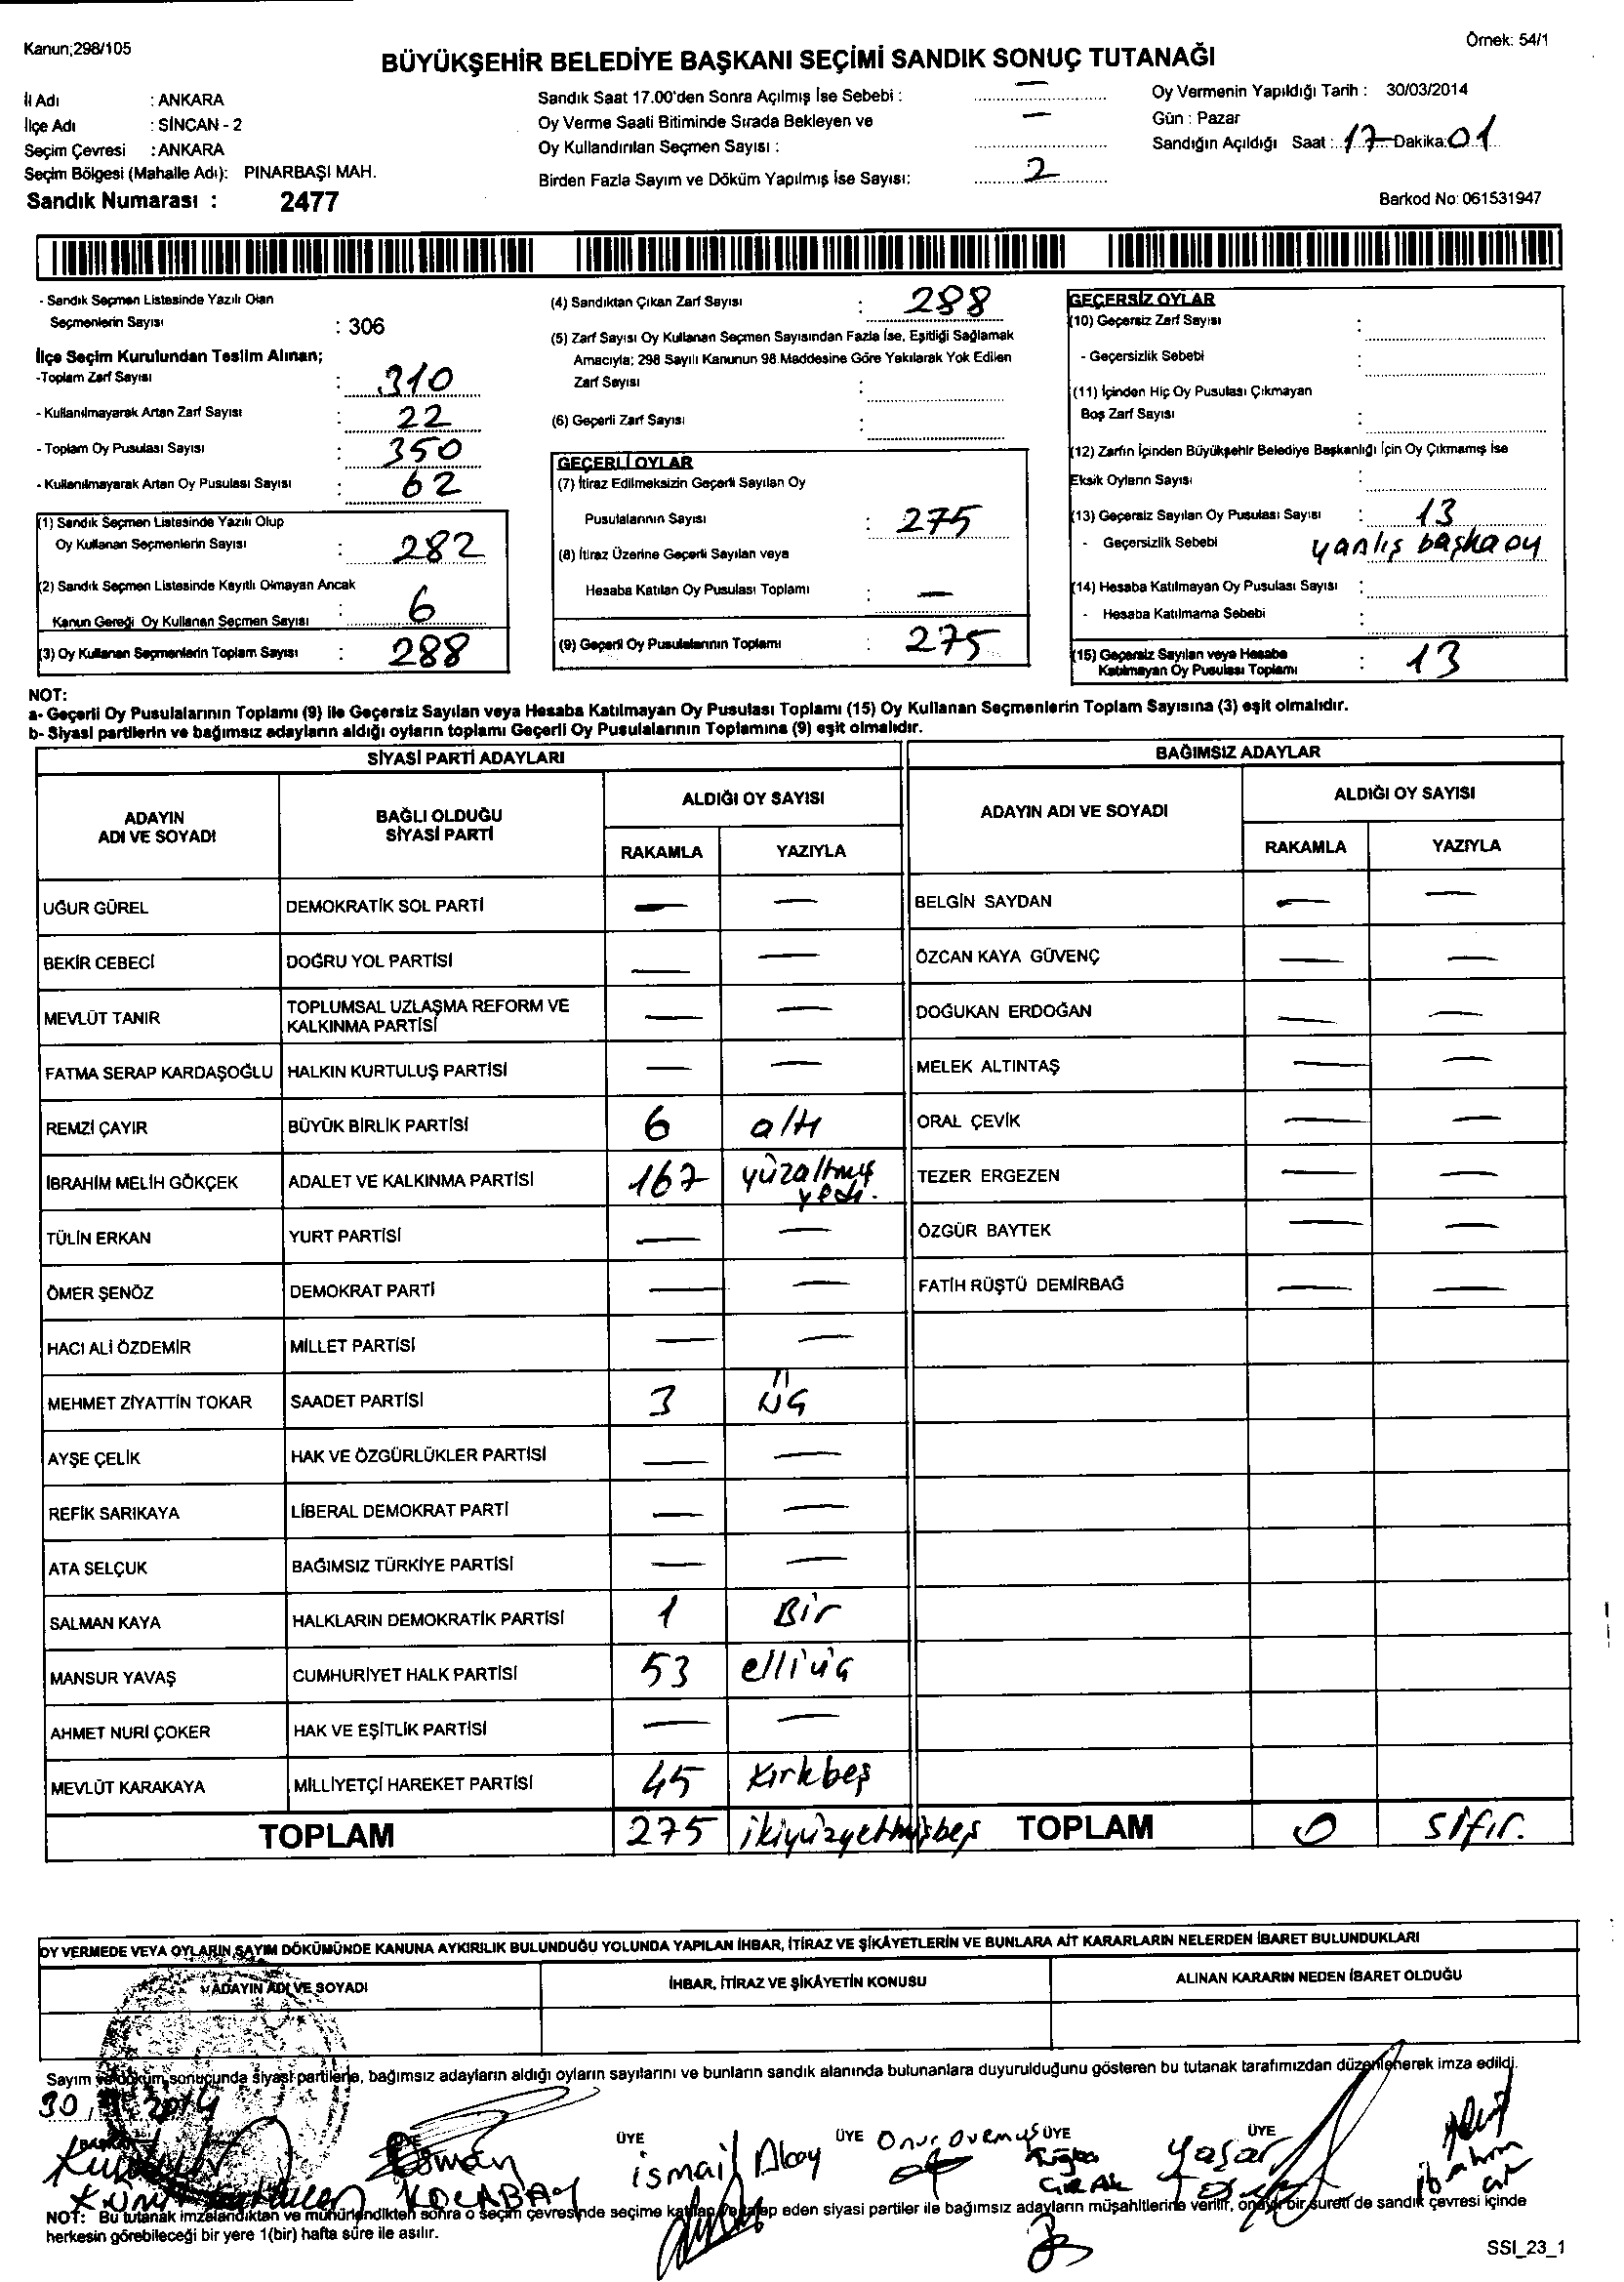 Kanun;298/105
Örnek: 54/1
BÜYÜKŞEHİR BELEDİYE BAŞKANI SEÇİMİ SANDIK SONUÇ TUTANAĞI
İl Adı : ANKARA
İlçe Adı : SİNCAN - 2
Seçim Çevresi : ANKARA
Seçim Bölgesi (Mahalle Adı): PINARBAŞI MAH.
Sandık Numarası : 2477
Sandık Saat 17.00'den Sonra Açılmış İse Sebebi : —
Oy Verme Saati Bitiminde Sırada Bekleyen ve —
Oy Kullandırılan Seçmen Sayısı :
Birden Fazla Sayım ve Döküm Yapılmış İse Sayısı: 2
Oy Vermenin Yapıldığı Tarih : 30/03/2014
Gün : Pazar
Sandığın Açıldığı Saat : 17 Dakika: 01
Barkod No: 061531947
- Sandık Seçmen Listesinde Yazılı Olan
Seçmenlerin Sayısı : 306
İlçe Seçim Kurulundan Teslim Alınan;
-Toplam Zarf Sayısı : 310
- Kullanılmayarak Artan Zarf Sayısı : 22
- Toplam Oy Pusulası Sayısı : 350
- Kullanılmayarak Artan Oy Pusulası Sayısı : 62
(1) Sandık Seçmen Listesinde Yazılı Olup
Oy Kullanan Seçmenlerin Sayısı : 282
(2) Sandık Seçmen Listesinde Kayıtlı Olmayan Ancak
Kanun Gereği Oy Kullanan Seçmen Sayısı : 6
(3) Oy Kullanan Seçmenlerin Toplam Sayısı : 288
(4) Sandıktan Çıkan Zarf Sayısı : 288
(5) Zarf Sayısı Oy Kullanan Seçmen Sayısından Fazla İse, Eşitliği Sağlamak
Amacıyla; 298 Sayılı Kanunun 98.Maddesine Göre Yakılarak Yok Edilen
Zarf Sayısı :
(6) Geçerli Zarf Sayısı :
GEÇERLİ OYLAR
(7) İtiraz Edilmeksizin Geçerli Sayılan Oy
Pusulalarının Sayısı : 275
(8) İtiraz Üzerine Geçerli Sayılan veya
Hesaba Katılan Oy Pusulası Toplamı : —
(9) Geçerli Oy Pusulalarının Toplamı : 275
GEÇERSİZ OYLAR
(10) Geçersiz Zarf Sayısı :
- Geçersizlik Sebebi :
(11) İçinden Hiç Oy Pusulası Çıkmayan
Boş Zarf Sayısı :
(12) Zarfın İçinden Büyükşehir Belediye Başkanlığı İçin Oy Çıkmamış İse
Eksik Oyların Sayısı :
(13) Geçersiz Sayılan Oy Pusulası Sayısı : 13
- Geçersizlik Sebebi yanlış başka oy
(14) Hesaba Katılmayan Oy Pusulası Sayısı :
- Hesaba Katılmama Sebebi :
(15) Geçersiz Sayılan veya Hesaba
Katılmayan Oy Pusulası Toplamı : 13
NOT:
a- Geçerli Oy Pusulalarının Toplamı (9) ile Geçersiz Sayılan veya Hesaba Katılmayan Oy Pusulası Toplamı (15) Oy Kullanan Seçmenlerin Toplam Sayısına (3) eşit olmalıdır.
b- Siyasi partilerin ve bağımsız adayların aldığı oyların toplamı Geçerli Oy Pusulalarının Toplamına (9) eşit olmalıdır.
SİYASİ PARTİ ADAYLARI
ADAYIN ADI VE SOYADI BAĞLI OLDUĞU SİYASİ PARTİ ALDIĞI OY SAYISI
RAKAMLA YAZIYLA
UĞUR GÜREL DEMOKRATİK SOL PARTİ — —
BEKİR CEBECİ DOĞRU YOL PARTİSİ — —
MEVLÜT TANIR TOPLUMSAL UZLAŞMA REFORM VE KALKINMA PARTİSİ — —
FATMA SERAP KARDAŞOĞLU HALKIN KURTULUŞ PARTİSİ — —
REMZİ ÇAYIR BÜYÜK BİRLİK PARTİSİ 6 altı
İBRAHİM MELİH GÖKÇEK ADALET VE KALKINMA PARTİSİ 167 yüzaltmış yedi.
TÜLİN ERKAN YURT PARTİSİ — —
ÖMER ŞENÖZ DEMOKRAT PARTİ — —
HACI ALİ ÖZDEMİR MİLLET PARTİSİ — —
MEHMET ZİYATTİN TOKAR SAADET PARTİSİ 3 üç
AYŞE ÇELİK HAK VE ÖZGÜRLÜKLER PARTİSİ — —
REFİK SARIKAYA LİBERAL DEMOKRAT PARTİ — —
ATA SELÇUK BAĞIMSIZ TÜRKİYE PARTİSİ — —
SALMAN KAYA HALKLARIN DEMOKRATİK PARTİSİ 1 Bir
MANSUR YAVAŞ CUMHURİYET HALK PARTİSİ 53 elliüç
AHMET NURİ ÇOKER HAK VE EŞİTLİK PARTİSİ — —
MEVLÜT KARAKAYA MİLLİYETÇİ HAREKET PARTİSİ 45 Kırkbeş
TOPLAM 275 ikiyüzyetmişbeş
BAĞIMSIZ ADAYLAR
ADAYIN ADI VE SOYADI ALDIĞI OY SAYISI
RAKAMLA YAZIYLA
BELGİN SAYDAN — —
ÖZCAN KAYA GÜVENÇ — —
DOĞUKAN ERDOĞAN — —
MELEK ALTINTAŞ — —
ORAL ÇEVİK — —
TEZER ERGEZEN — —
ÖZGÜR BAYTEK — —
FATİH RÜŞTÜ DEMİRBAĞ — —
TOPLAM 0 sıfır.
OY VERMEDE VEYA OYLARIN SAYIM DÖKÜMÜNDE KANUNA AYKIRILIK BULUNDUĞU YOLUNDA YAPILAN İHBAR, İTİRAZ VE ŞİKÂYETLERİN VE BUNLARA AİT KARARLARIN NELERDEN İBARET BULUNDUKLARI
ADAYIN ADI VE SOYADI İHBAR, İTİRAZ VE ŞİKÂYETİN KONUSU ALINAN KARARIN NEDEN İBARET OLDUĞU
Sayım ve döküm sonucunda siyasi partilerle, bağımsız adayların aldığı oyların sayılarını ve bunların sandık alanında bulunanlara duyurulduğunu gösteren bu tutanak tarafımızdan düzenlenerek imza edildi.
30 2014
ÜYE ÜYE ÜYE ÜYE
Osman KOCABAY
ismail Alcay
Onur
ÇIRAK
Yaşar
NOT: Bu tutanak imzalandıktan ve mühürlendikten sonra o seçim çevresinde seçime katılan ve talep eden siyasi partiler ile bağımsız adayların müşahitlerine verilir, onaylı bir sureti de sandık çevresi içinde
herkesin görebileceği bir yere 1(bir) hafta süre ile asılır.
SSI_23_1